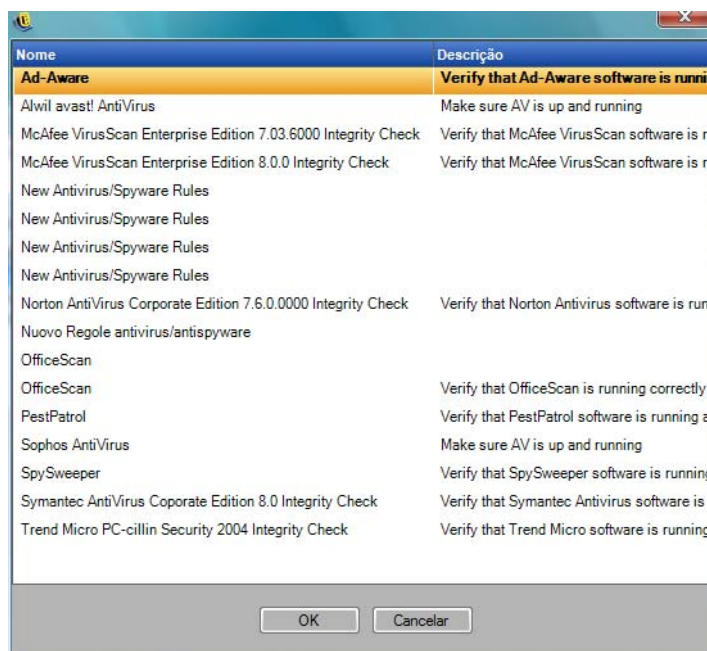 Nome Descrição
Ad-Aware Verify that Ad-Aware software is runni
Alwil avast! AntiVirus Make sure AV is up and running
McAfee VirusScan Enterprise Edition 7.03.6000 Integrity Check Verify that McAfee VirusScan software is r
McAfee VirusScan Enterprise Edition 8.0.0 Integrity Check Verify that McAfee VirusScan software is r
New Antivirus/Spyware Rules
New Antivirus/Spyware Rules
New Antivirus/Spyware Rules
New Antivirus/Spyware Rules
Norton AntiVirus Corporate Edition 7.6.0.0000 Integrity Check Verify that Norton Antivirus software is run
Nuovo Regole antivirus/antispyware
OfficeScan
OfficeScan Verify that OfficeScan is running correctly
PestPatrol Verify that PestPatrol software is running a
Sophos AntiVirus Make sure AV is up and running
SpySweeper Verify that SpySweeper software is running
Symantec AntiVirus Coporate Edition 8.0 Integrity Check Verify that Symantec Antivirus software is
Trend Micro PC-cillin Security 2004 Integrity Check Verify that Trend Micro software is running
OK Cancelar